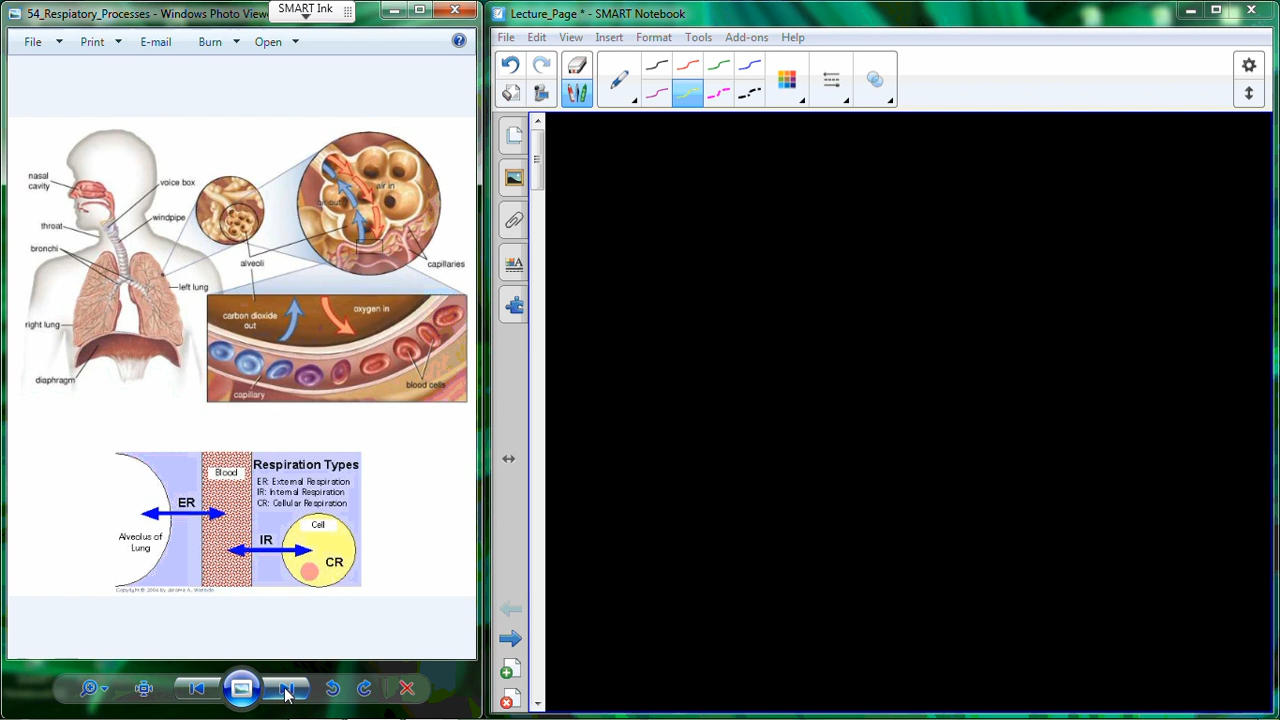 54_Respiratory_Processes - Windows Photo Viewe
SMART Ink
File Print E-mail Burn Open
nasal
cavity
voice box
throat
windpipe
bronchi
left lung
right lung
diaphragm
alveoli
air in
air out
capillaries
carbon dioxide
out
oxygen in
capillary
blood cells
Blood
Respiration Types
ER: External Respiration
IR: Internal Respiration
CR: Cellular Respiration
ER
Cell
Alveolus of
Lung
IR
CR
Lecture_Page * - SMART Notebook
File Edit View Insert Format Tools Add-ons Help